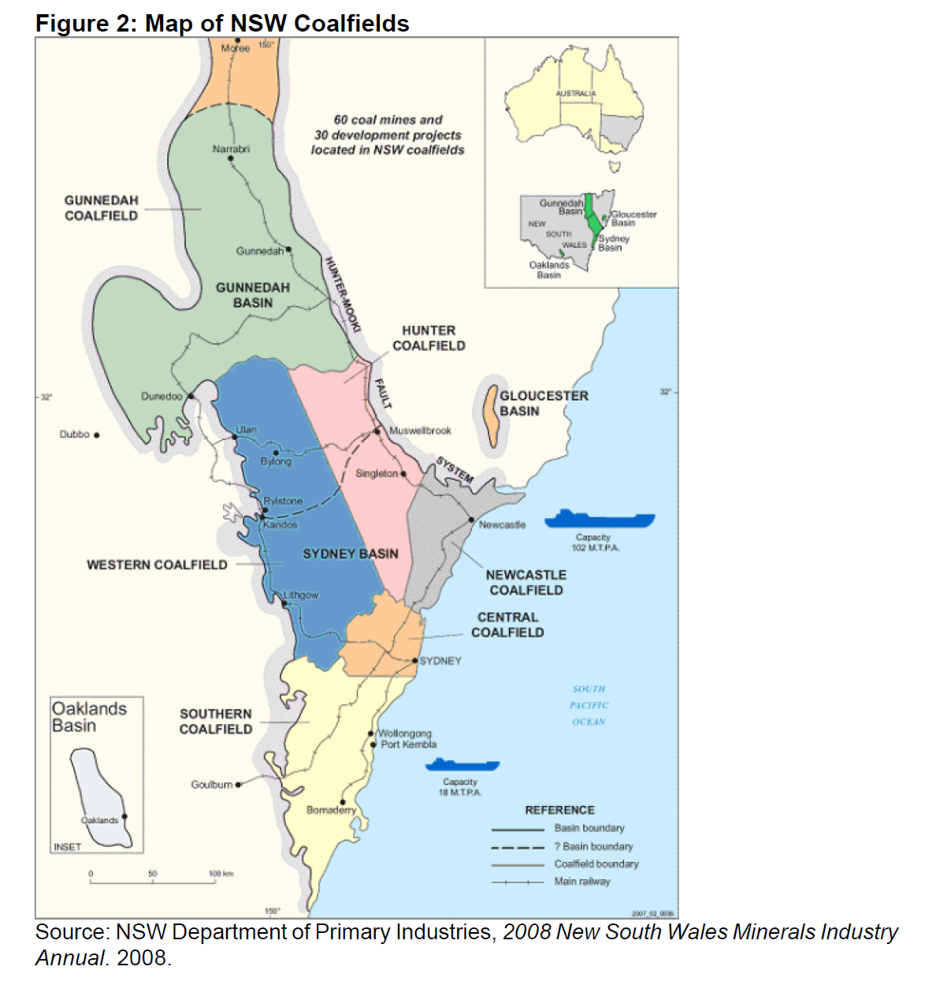 Figure 2: Map of NSW Coalfields
Moree
150°
60 coal mines and
30 development projects
located in NSW coalfields
AUSTRALIA
Narrabri
GUNNEDAH
COALFIELD
Gunnedah
Basin
NEW
SOUTH
WALES
Gloucester
Basin
Sydney
Basin
Oaklands
Basin
Gunnedah
GUNNEDAH
BASIN
HUNTER-MOOKI
FAULT
SYSTEM
HUNTER
COALFIELD
32°
Dunedoo
GLOUCESTER
BASIN
32°
Dubbo
Ulan
Muswellbrook
Bylong
Singleton
Rylstone
Kandos
Newcastle
Capacity
102 M.T.P.A.
SYDNEY BASIN
WESTERN COALFIELD
NEWCASTLE
COALFIELD
Lithgow
CENTRAL
COALFIELD
SYDNEY
SOUTH
PACIFIC
OCEAN
Oaklands
Basin
Oaklands
INSET
SOUTHERN
COALFIELD
Wollongong
Port Kembla
Goulburn
Capacity
18 M.T.P.A.
Bomaderry
REFERENCE
Basin boundary
? Basin boundary
Coalfield boundary
Main railway
0 50 100 km
150°
2007_02_0036
Source: NSW Department of Primary Industries, 2008 New South Wales Minerals Industry
Annual. 2008.